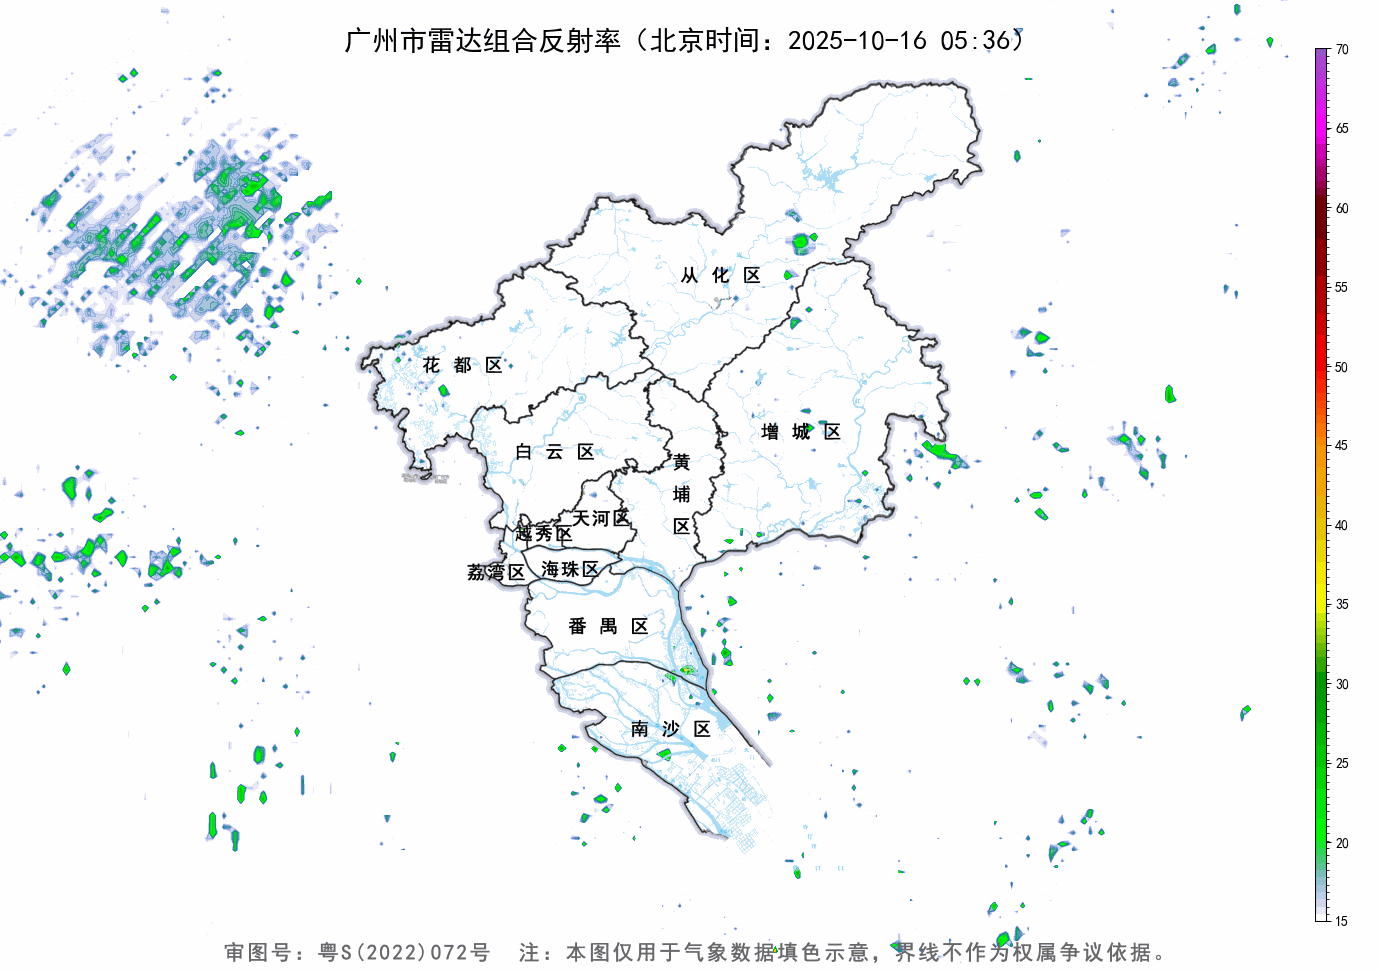 广州市雷达组合反射率（北京时间：2025-10-16 05:36）
70
65
60
55
50
45
40
35
30
25
20
15
从化区
花都区
增城区
白云区
黄埔区
天河区
越秀区
海珠区
荔湾区
番禺区
南沙区
审图号：粤S(2022)072号 注：本图仅用于气象数据填色示意，界线不作为权属争议依据。